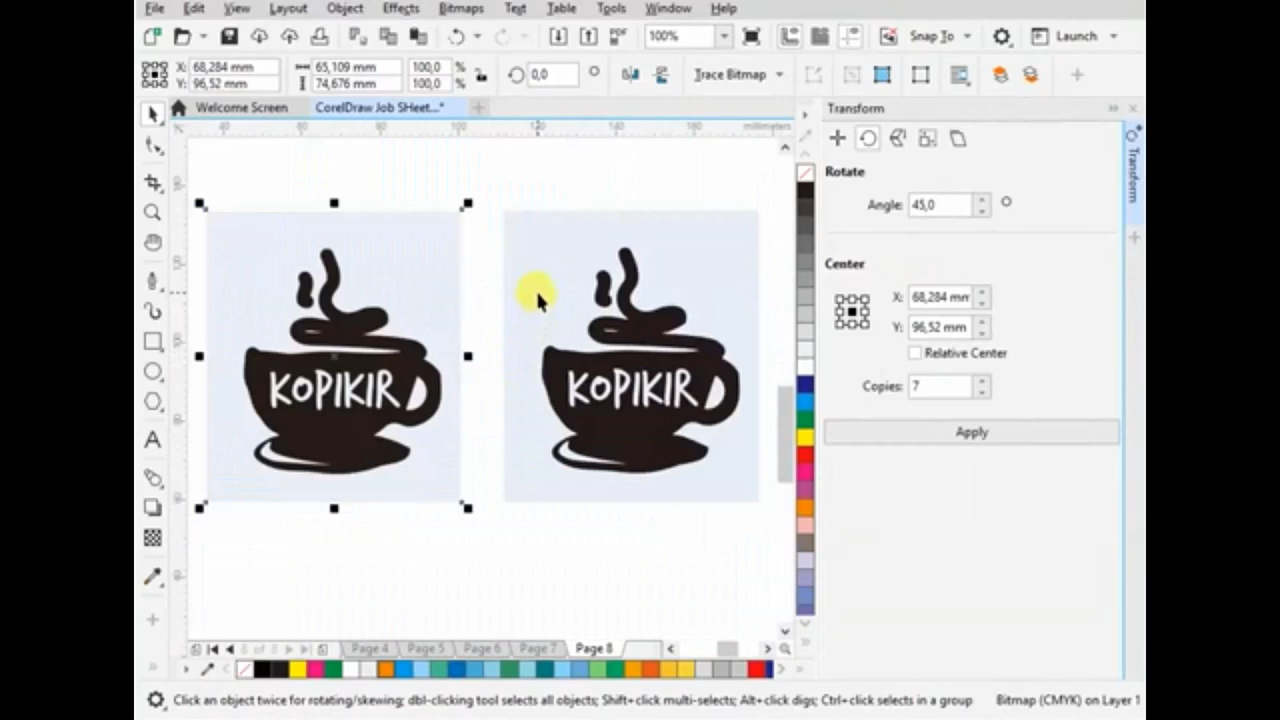 File Edit View Layout Object Effects Bitmaps Text Table Tools Window Help
100% Snap To Launch
X: 68,284 mm 65,109 mm 100,0 %
Y: 96,52 mm 74,676 mm 100,0 % 0,0 Trace Bitmap
Welcome Screen CorelDraw Job SHeet...*
millimeters
Transform
Transform
Rotate
Angle: 45,0
Center
X: 68,284 mm
Y: 96,52 mm
Relative Center
Copies: 7
Apply
KOPIKIR
KOPIKIR
8 of 8 Page 4 Page 5 Page 6 Page 7 Page 8
Click an object twice for rotating/skewing; dbl-clicking tool selects all objects; Shift+click multi-selects; Alt+click digs; Ctrl+click selects in a group Bitmap (CMYK) on Layer 1